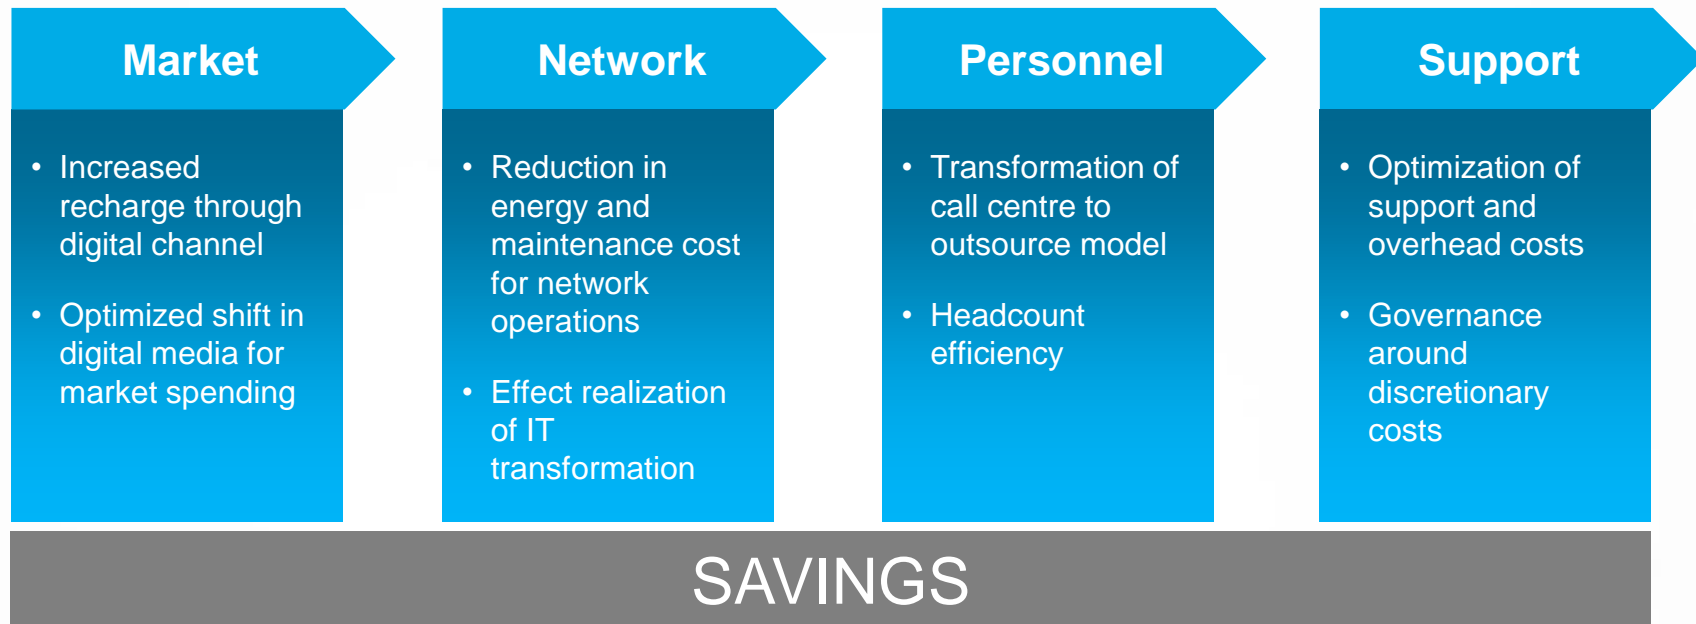 Market
• Increased
recharge through
digital channel
• Optimized shift in
digital media for
market spending
Network
• Reduction in
energy and
maintenance cost
for network
operations
• Effect realization
of IT
transformation
Personnel
• Transformation of
call centre to
outsource model
• Headcount
efficiency
Support
• Optimization of
support and
overhead costs
• Governance
around
discretionary
costs
SAVINGS